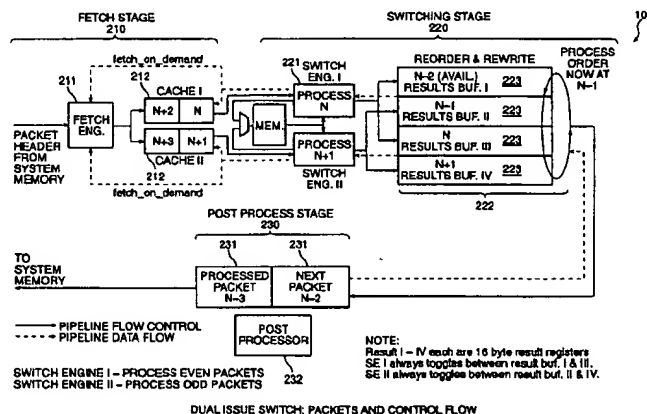 FETCH STAGE
210
SWITCHING STAGE
220
10
fetch_on_demand
211
212
CACHE I
FETCH
ENG.
N+2
N
N+3
N+1
CACHE II
212
fetch_on_demand
PACKET
HEADER
FROM
SYSTEM
MEMORY
221
SWITCH
ENG. I
PROCESS
N
MEM.
PROCESS
N+1
SWITCH
ENG. II
REORDER & REWRITE
N-2 (AVAIL.)
RESULTS BUF. I
223
N-1
RESULTS BUF. II
223
N
RESULTS BUF. III
223
N+1
RESULTS BUF. IV
223
222
PROCESS
ORDER
NOW AT
N-1
POST PROCESS STAGE
230
231
231
TO
SYSTEM
MEMORY
PROCESSED
PACKET
N-3
NEXT
PACKET
N-2
POST
PROCESSOR
232
PIPELINE FLOW CONTROL
PIPELINE DATA FLOW
SWITCH ENGINE I - PROCESS EVEN PACKETS
SWITCH ENGINE II - PROCESS ODD PACKETS
NOTE:
Result I - IV each are 16 byte result registers
SE I always toggles between result buf. I & III.
SE II always toggles between result buf. II & IV.
DUAL ISSUE SWITCH: PACKETS AND CONTROL FLOW